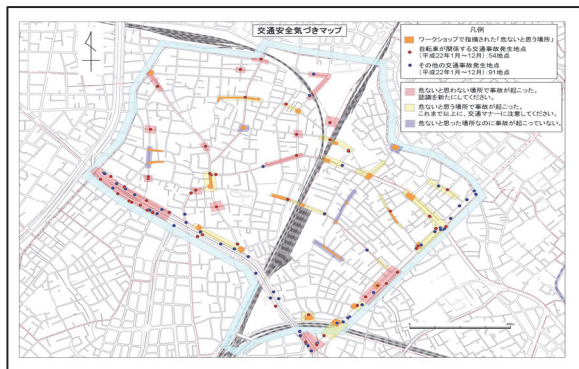 交通安全気づきマップ
凡例
ワークショップで指摘された「危ないと思う場所」
自転車が関係する交通事故発生地点
(平成22年1月~12月):54地点
その他の交通事故発生地点
(平成22年1月~12月):91地点
危ないと思わない場所で事故が起こった。
認識を新たにしてください。
危ないと思う場所で事故が起こった。
これまで以上に、交通マナーに注意してください。
危ないと思った場所なのに事故が起こっていない。